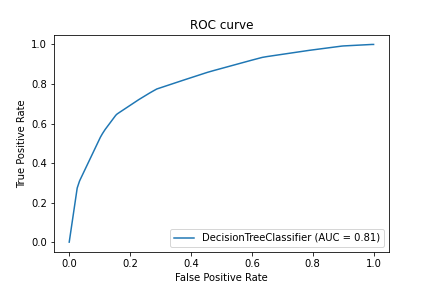 ROC curve
True Positive Rate
1.0
0.8
0.6
0.4
0.2
0.0
DecisionTreeClassifier (AUC = 0.81)
0.0 0.2 0.4 0.6 0.8 1.0
False Positive Rate